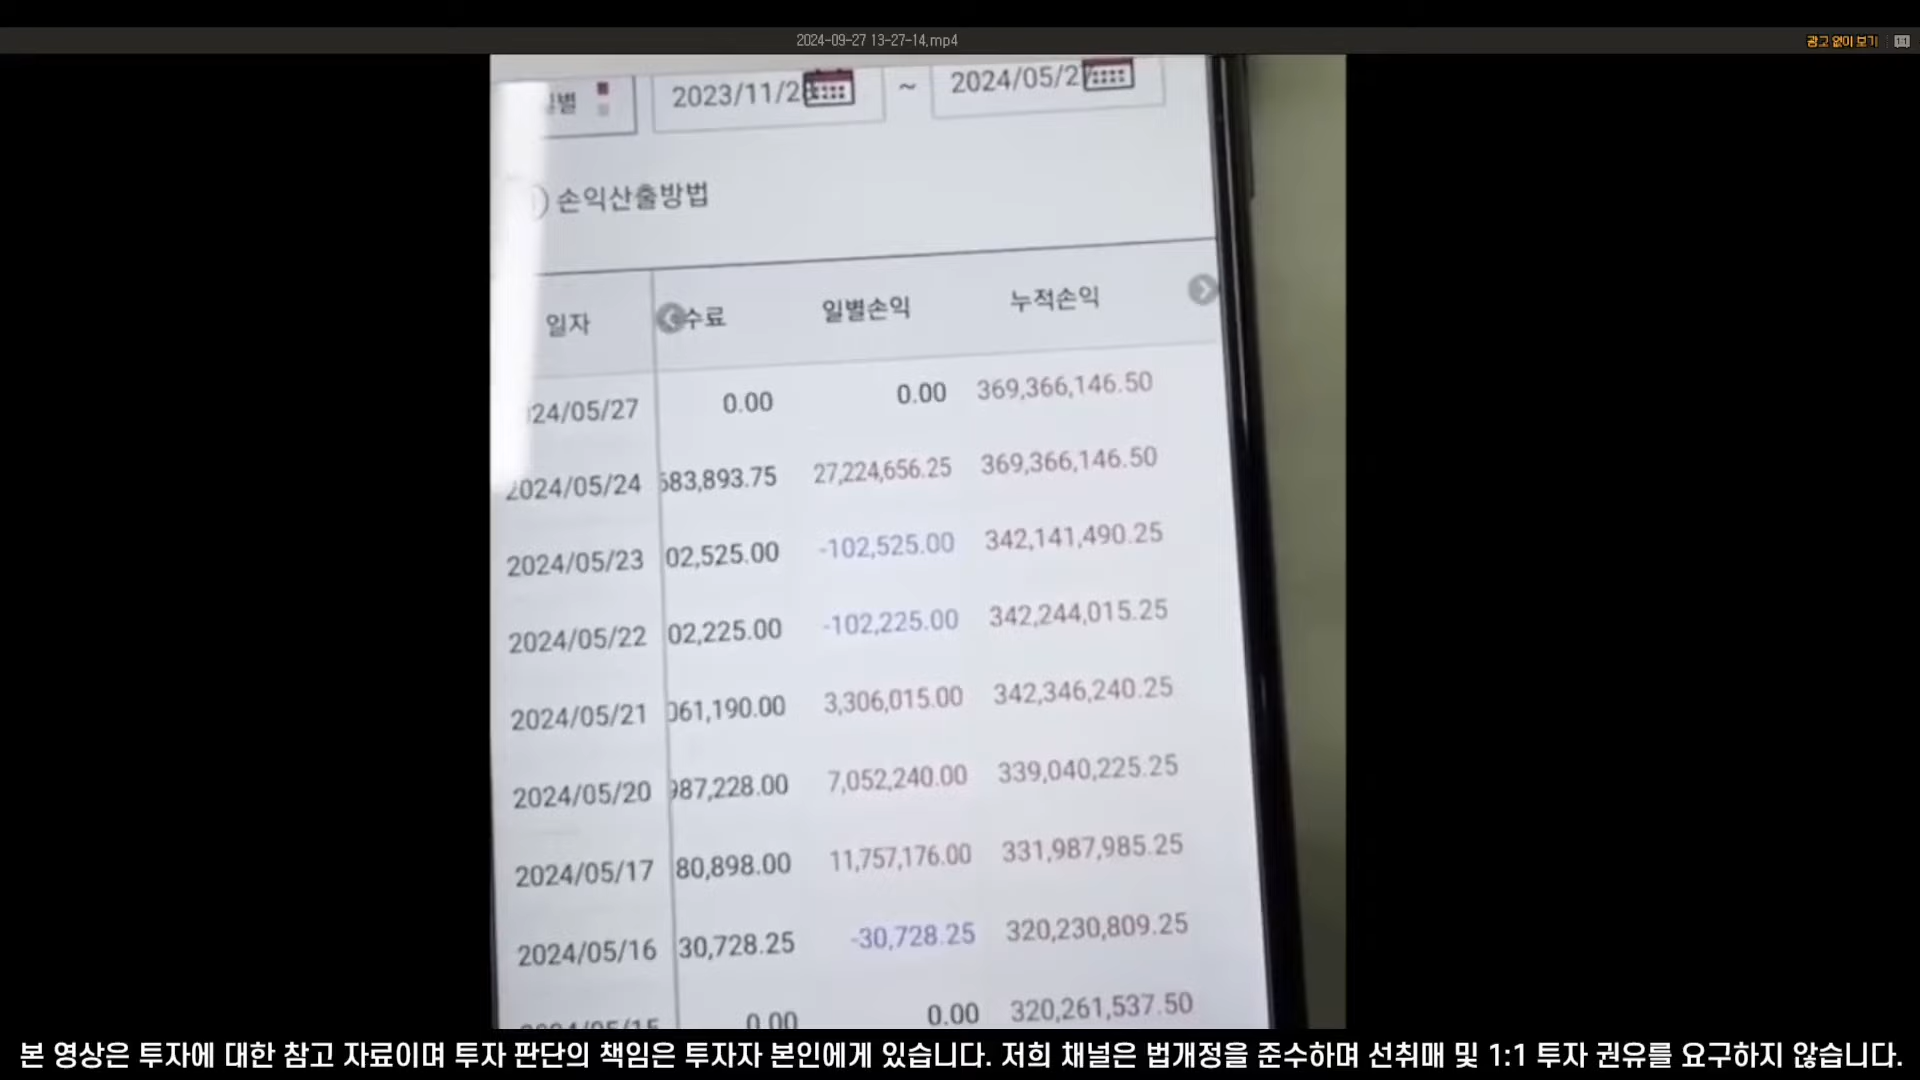 2024-09-27 13-27-14.mp4
광고 없이 보기
2023/11/2 ~ 2024/05/2
손익산출방법
일자 수료 일별손익 누적손익
24/05/27 0.00 0.00 369,366,146.50
2024/05/24 683,893.75 27,224,656.25 369,366,146.50
2024/05/23 02,525.00 -102,525.00 342,141,490.25
2024/05/22 02,225.00 -102,225.00 342,244,015.25
2024/05/21 061,190.00 3,306,015.00 342,346,240.25
2024/05/20 987,228.00 7,052,240.00 339,040,225.25
2024/05/17 80,898.00 11,757,176.00 331,987,985.25
2024/05/16 30,728.25 -30,728.25 320,230,809.25
2024/05/15 0.00 0.00 320,261,537.50
본 영상은 투자에 대한 참고 자료이며 투자 판단의 책임은 투자자 본인에게 있습니다. 저희 채널은 법개정을 준수하며 선취매 및 1:1 투자 권유를 요구하지 않습니다.